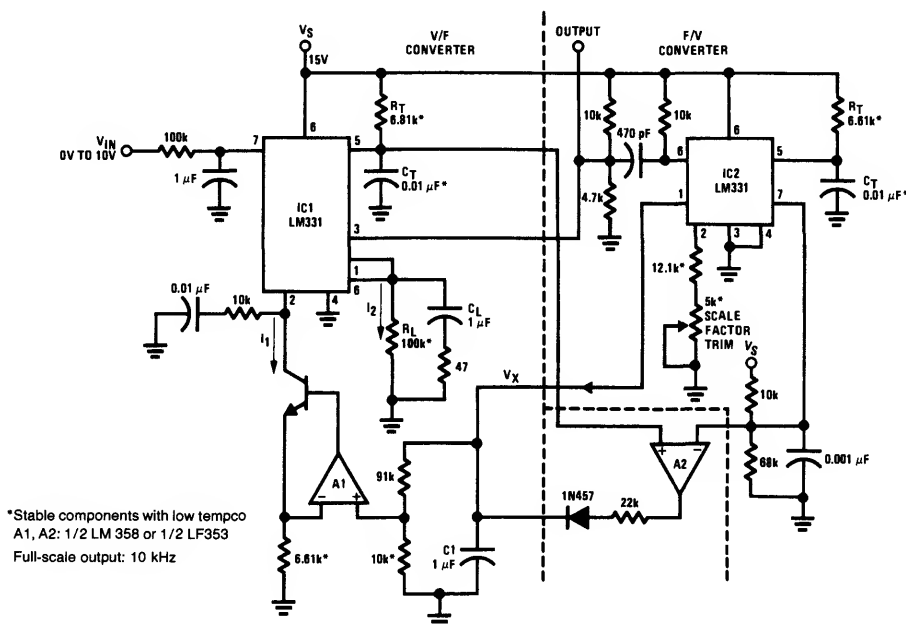 VS
15V
V/F
CONVERTER
OUTPUT
F/V
CONVERTER
RT
6.81k*
10k
10k
RT
6.61k*
VIN
0V TO 10V
100k
7
6
5
470 pF
6
6
5
1 µF
IC1
LM331
CT
0.01 µF*
IC2
LM331
CT
0.01 µF*
3
4.7k
1
7
1
6
2
3
4
0.01 µF
10k
2
4
I2
CL
1 µF
12.1k*
I1
RL
100k*
47
5k*
SCALE
FACTOR
TRIM
VS
VX
10k
91k
+
−
A2
68k
0.001 µF
A1
−
+
1N457
22k
*Stable components with low tempco
A1, A2: 1/2 LM 358 or 1/2 LF353
Full-scale output: 10 kHz
6.61k*
10k*
C1
1 µF